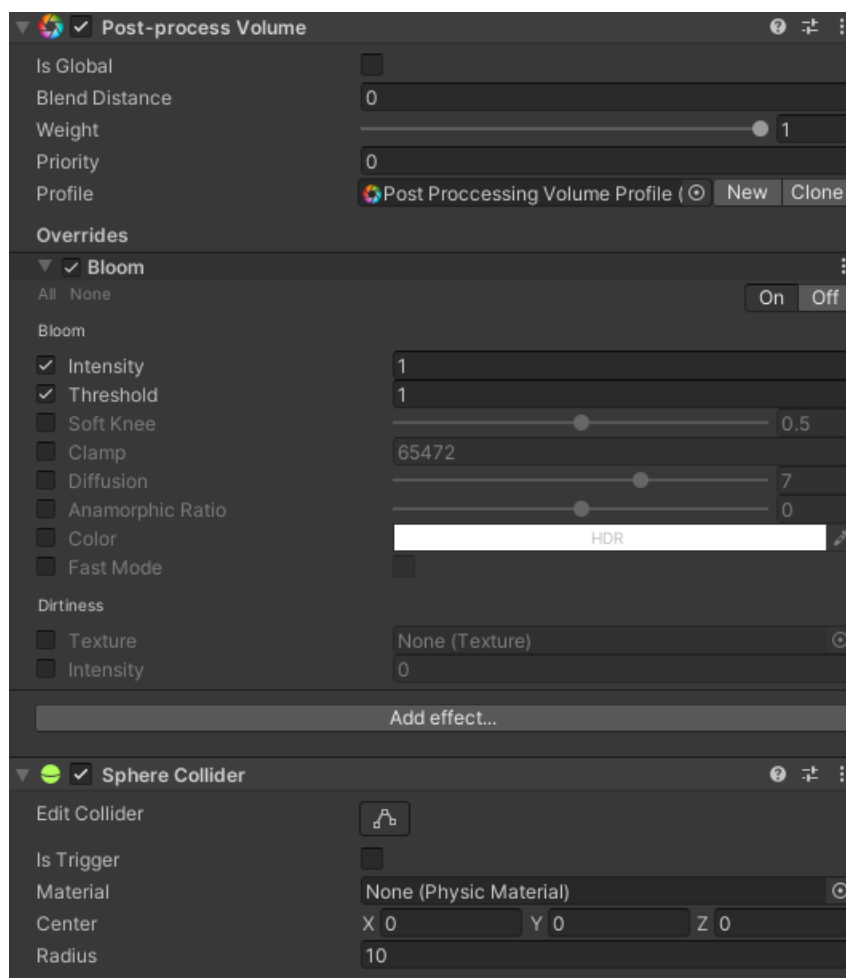 Post-process Volume
Is Global
Blend Distance 0
Weight 1
Priority 0
Profile Post Proccessing Volume Profile ( New Clone
Overrides
Bloom
All None On Off
Bloom
Intensity 1
Threshold 1
Soft Knee 0.5
Clamp 65472
Diffusion 7
Anamorphic Ratio 0
Color HDR
Fast Mode
Dirtiness
Texture None (Texture)
Intensity 0
Add effect...
Sphere Collider
Edit Collider
Is Trigger
Material None (Physic Material)
Center X 0 Y 0 Z 0
Radius 10